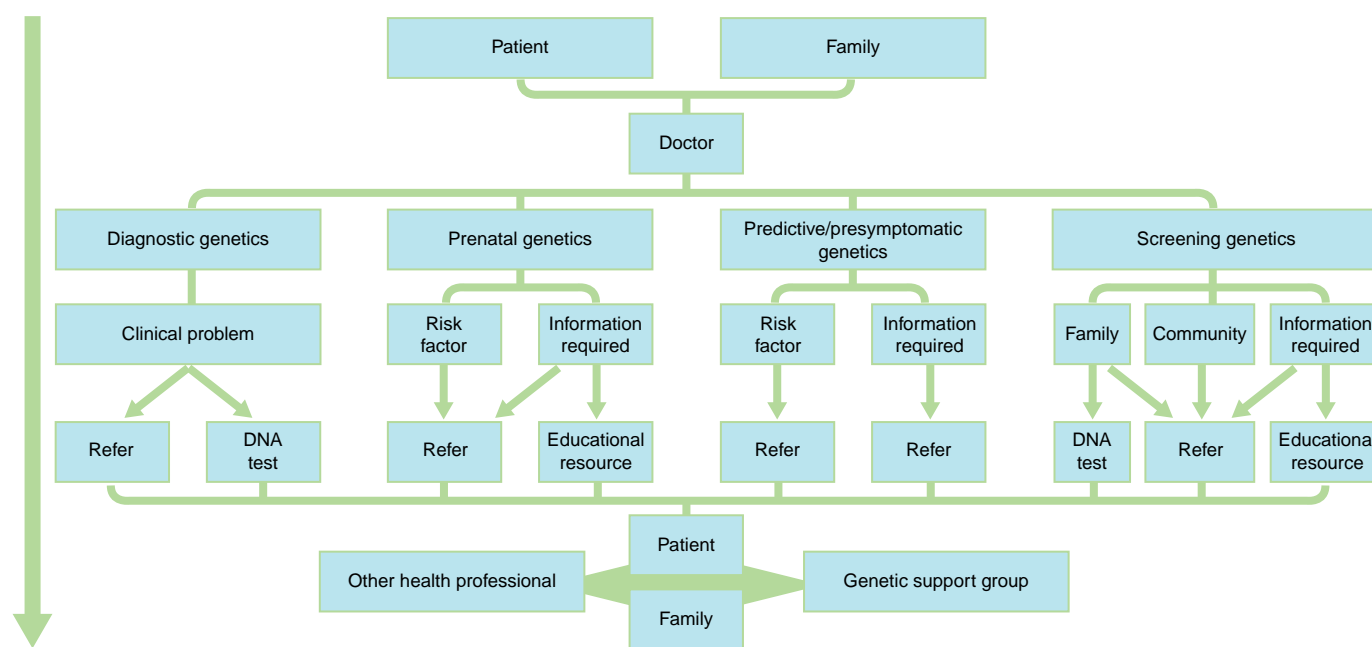 Patient
Family
Doctor
Diagnostic genetics
Prenatal genetics
Predictive/presymptomatic
genetics
Screening genetics
Clinical problem
Risk
factor
Information
required
Risk
factor
Information
required
Family
Community
Information
required
Refer
DNA
test
Refer
Educational
resource
Refer
Refer
DNA
test
Refer
Educational
resource
Patient
Other health professional
Genetic support group
Family